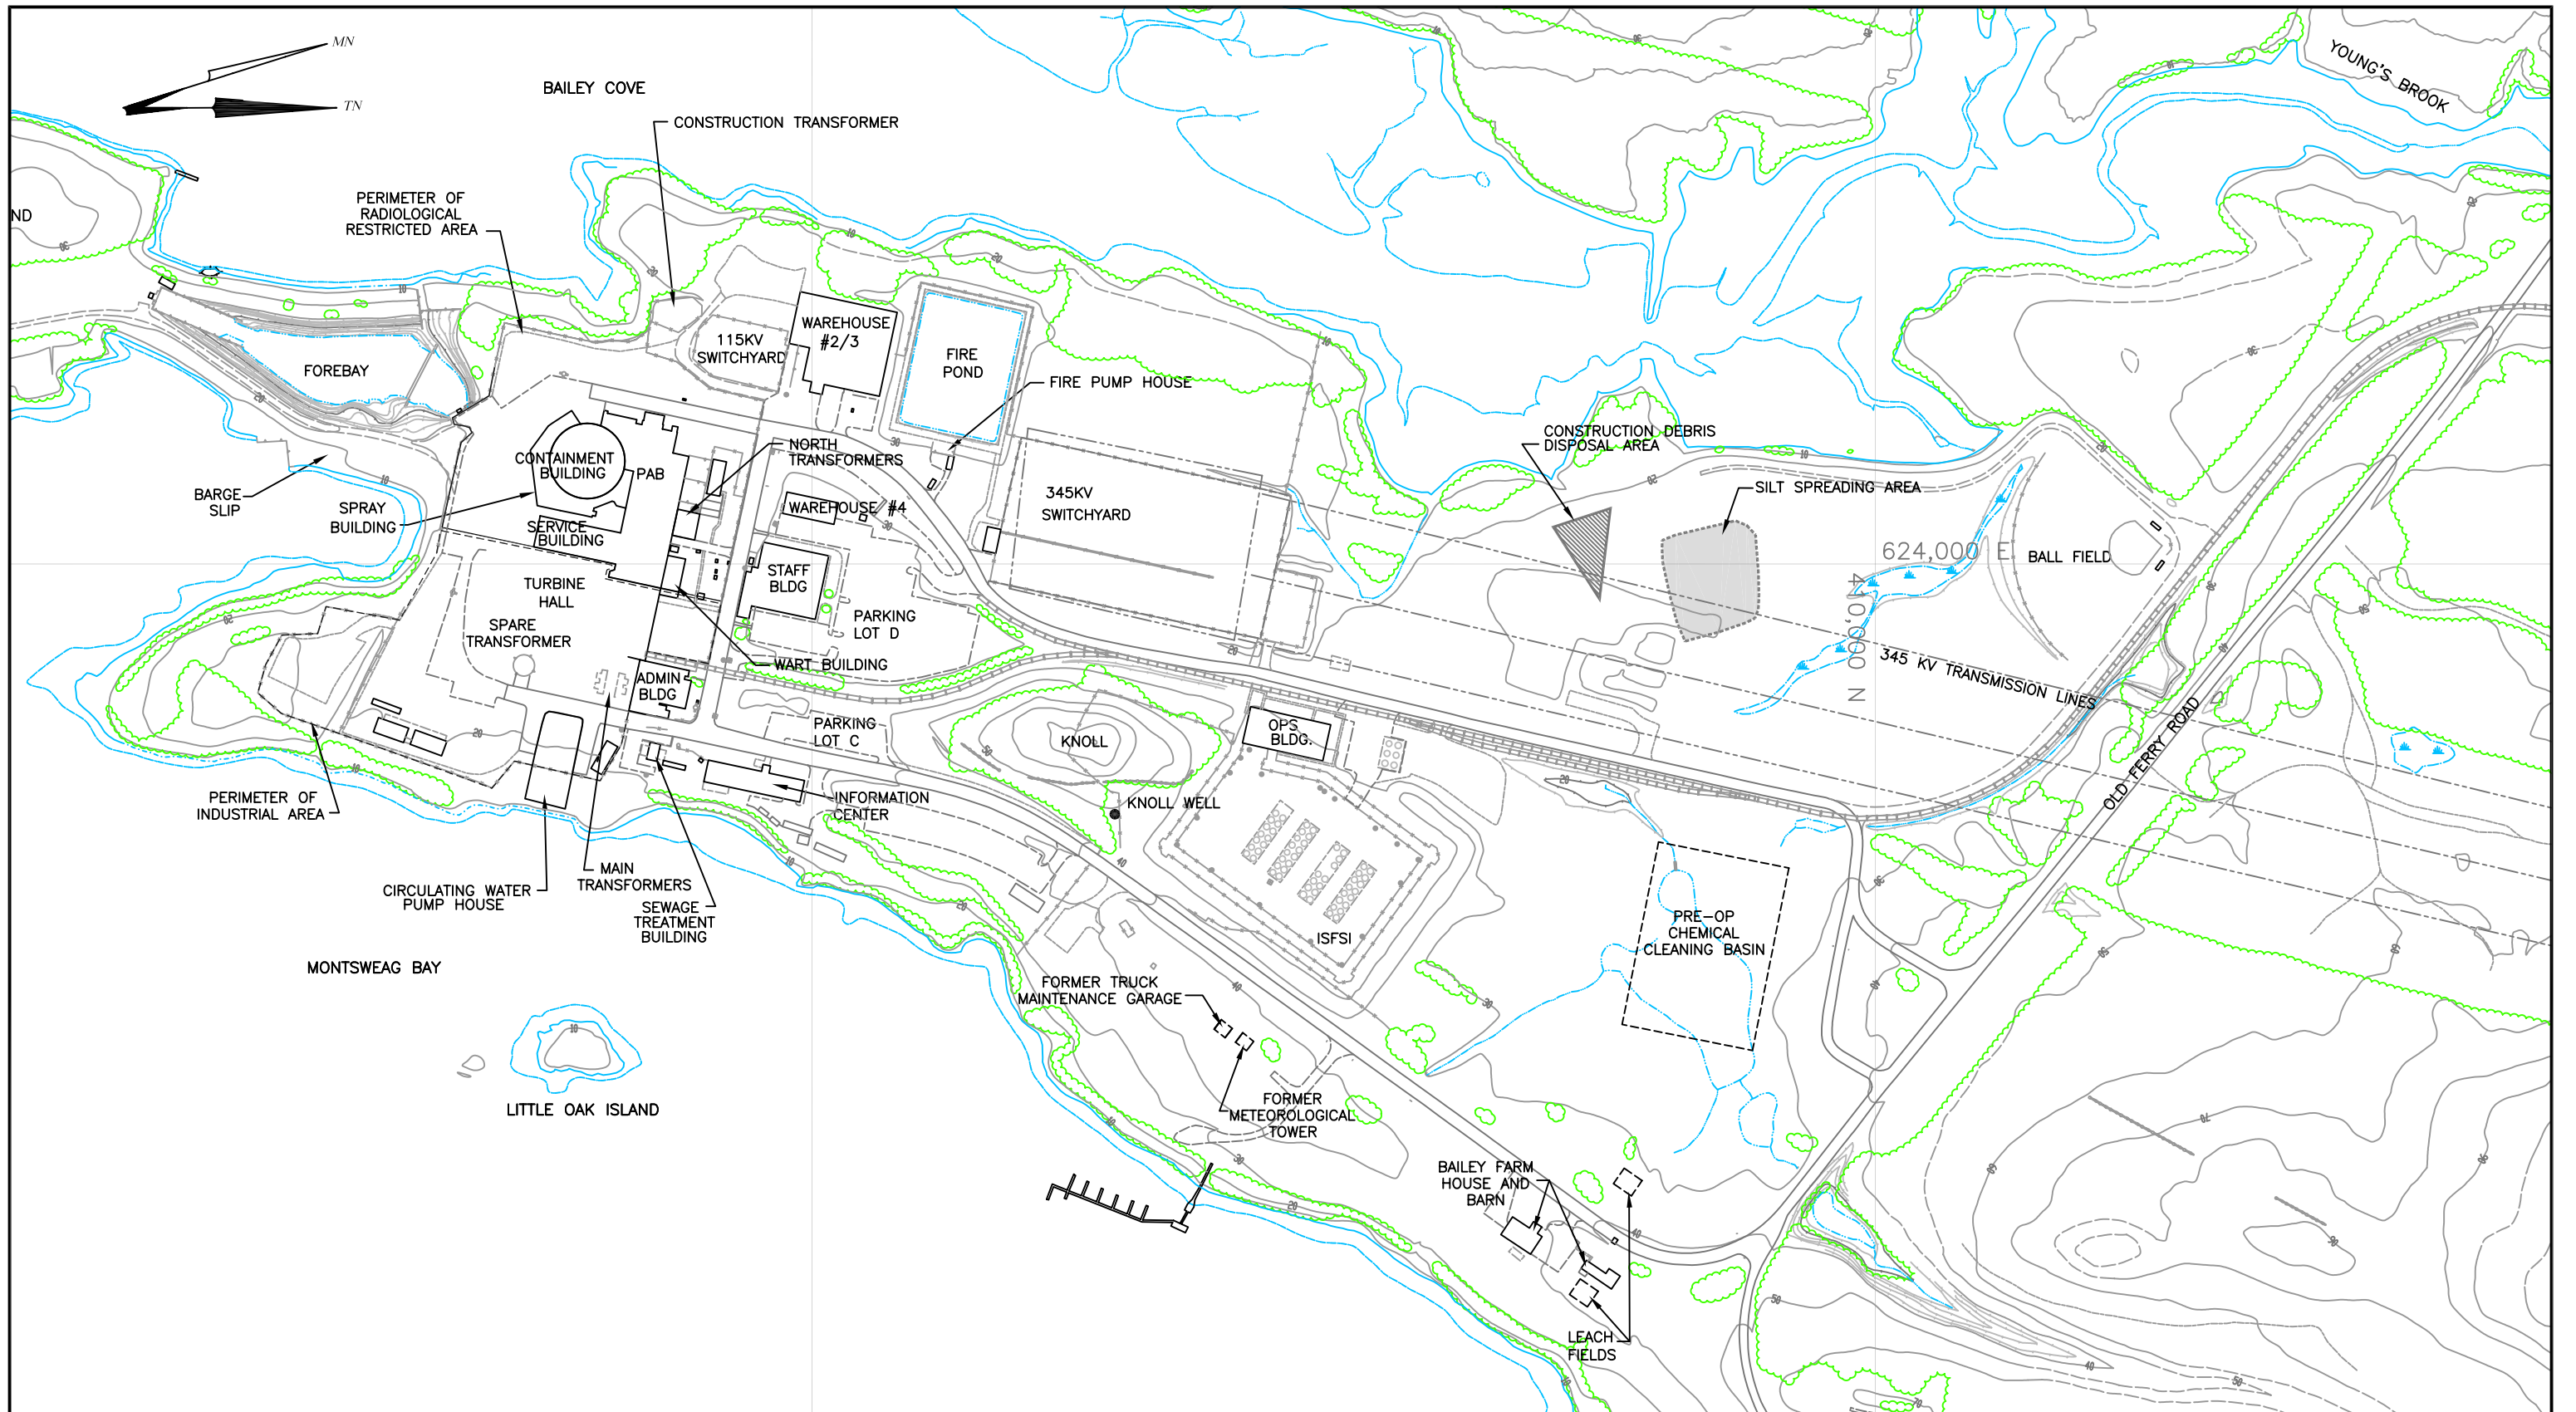 MN
TN
BAILEY COVE
YOUNG'S BROOK
CONSTRUCTION TRANSFORMER
PERIMETER OF
RADIOLOGICAL
RESTRICTED AREA
ND
115KV
SWITCHYARD
WAREHOUSE
#2/3
FIRE
POND
FIRE PUMP HOUSE
FOREBAY
NORTH
TRANSFORMERS
CONTAINMENT
BUILDING
PAB
CONSTRUCTION DEBRIS
DISPOSAL AREA
BARGE
SLIP
SPRAY
BUILDING
SERVICE
BUILDING
WAREHOUSE #4
345KV
SWITCHYARD
SILT SPREADING AREA
624,000 E
410,000 N
BALL FIELD
TURBINE
HALL
STAFF
BLDG
PARKING
LOT D
SPARE
TRANSFORMER
WART BUILDING
ADMIN
BLDG
345 KV TRANSMISSION LINES
OLD FERRY ROAD
PARKING
LOT C
KNOLL
OPS
BLDG.
PERIMETER OF
INDUSTRIAL AREA
INFORMATION
CENTER
KNOLL WELL
MAIN
TRANSFORMERS
CIRCULATING WATER
PUMP HOUSE
SEWAGE
TREATMENT
BUILDING
ISFSI
PRE-OP
CHEMICAL
CLEANING BASIN
MONTSWEAG BAY
FORMER TRUCK
MAINTENANCE GARAGE
LITTLE OAK ISLAND
FORMER
METEOROLOGICAL
TOWER
BAILEY FARM
HOUSE AND
BARN
LEACH
FIELDS